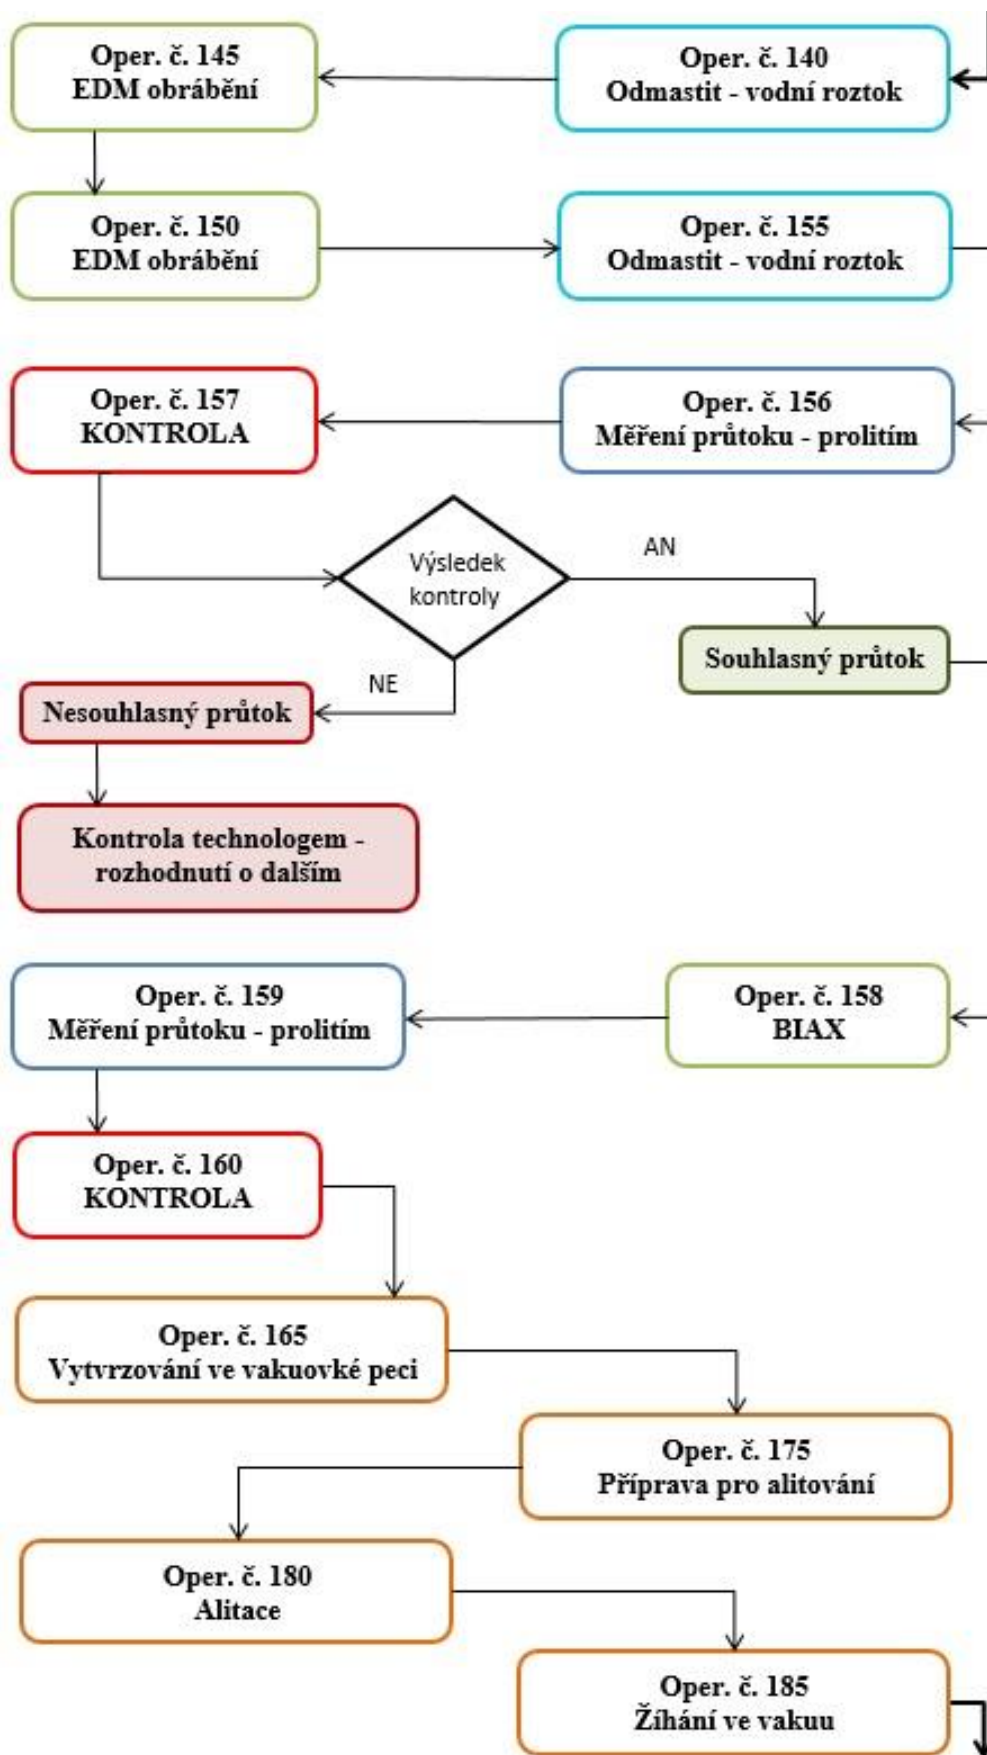 Oper. č. 145
EDM obrábění
Oper. č. 140
Odmastit - vodní roztok
Oper. č. 150
EDM obrábění
Oper. č. 155
Odmastit - vodní roztok
Oper. č. 157
KONTROLA
Oper. č. 156
Měření průtoku - prolitím
Výsledek
kontroly
AN
Souhlasný průtok
NE
Nesouhlasný průtok
Kontrola technologem -
rozhodnutí o dalším
Oper. č. 159
Měření průtoku - prolitím
Oper. č. 158
BIAX
Oper. č. 160
KONTROLA
Oper. č. 165
Vytvrzování ve vakuovké peci
Oper. č. 175
Příprava pro alitování
Oper. č. 180
Alitace
Oper. č. 185
Žíhání ve vakuu